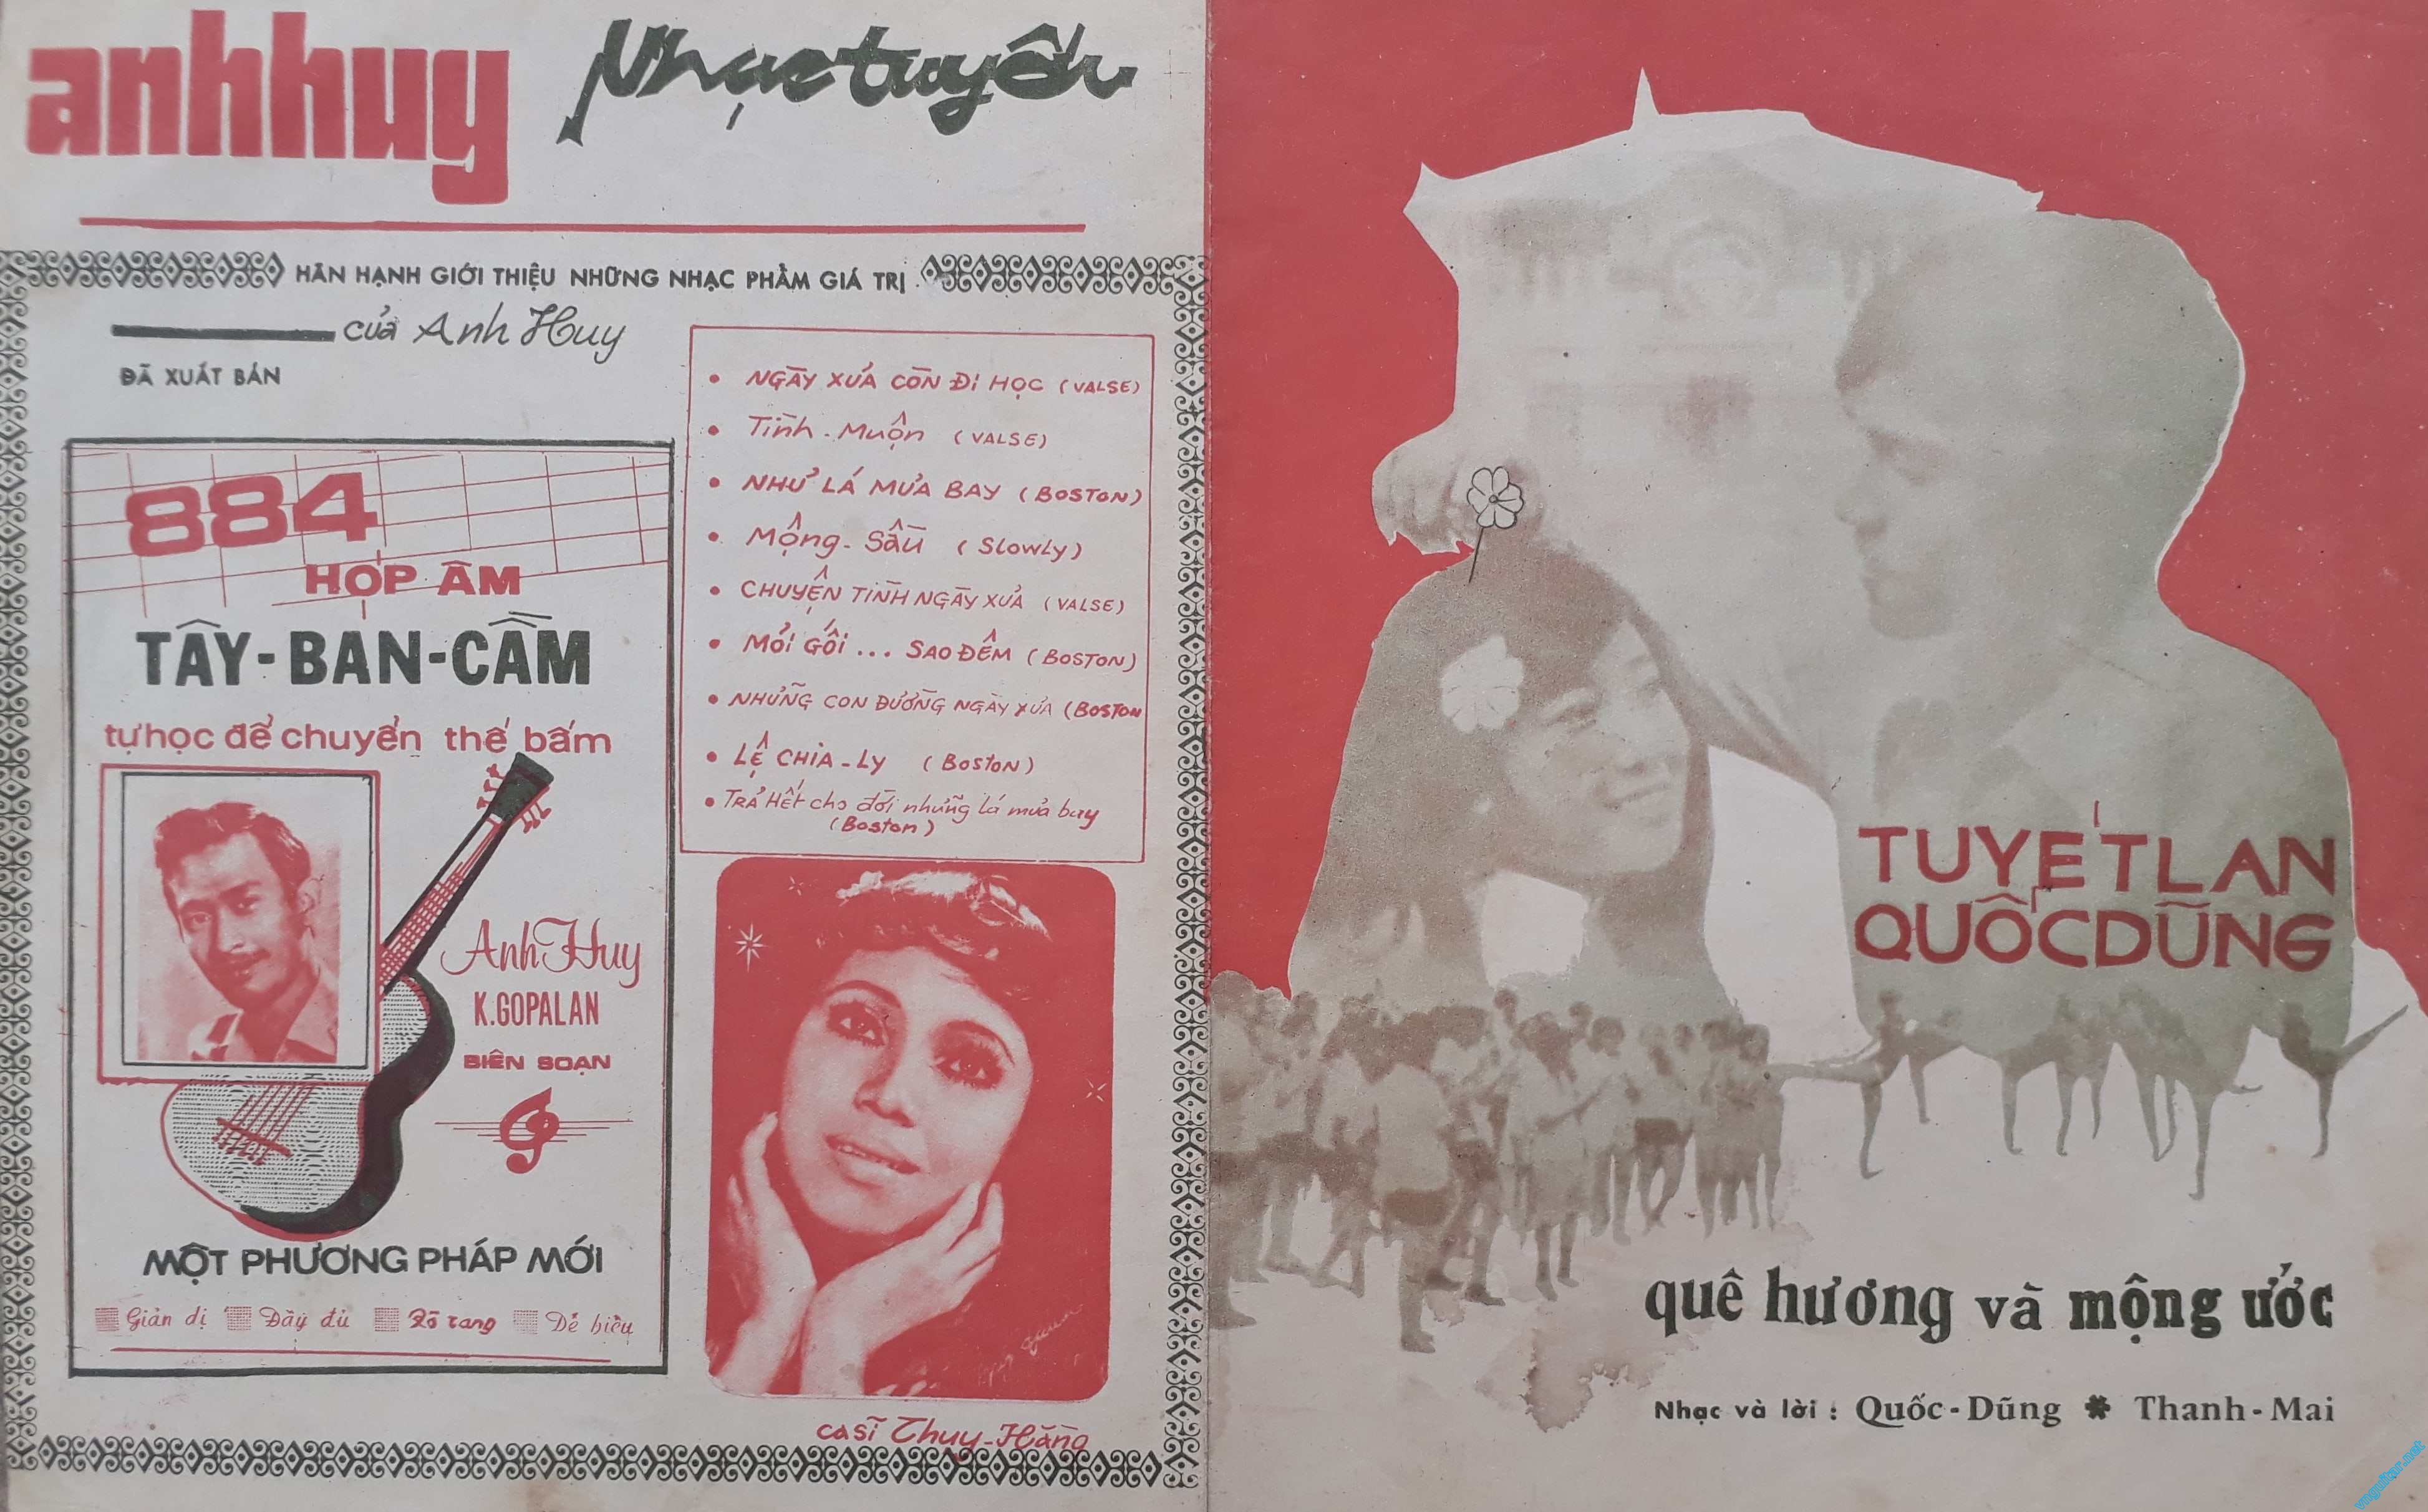 anhhuy
Nhạc tuyển
HÂN HẠNH GIỚI THIỆU NHỮNG NHẠC PHẨM GIÁ TRỊ
của Anh Huy
ĐÃ XUẤT BẢN
884
HỢP ÂM
TÂY-BAN-CẦM
tự học để chuyển thế bấm
Anh Huy
K.GOPALAN
BIÊN SOẠN
MỘT PHƯƠNG PHÁP MỚI
Giản dị Đầy đủ Rõ rang Dễ hiểu
• NGÀY XƯA CÒN ĐI HỌC (VALSE)
• Tình - Muộn (VALSE)
• NHƯ LÁ MƯA BAY (BOSTON)
• Mộng - Sầu (Slowly)
• CHUYỆN TÌNH NGÀY XƯA (VALSE)
• MỎI GỐI ... SAO ĐÊM (BOSTON)
• NHỮNG CON ĐƯỜNG NGÀY XƯA (BOSTON
• LỆ CHIA - LY (BOSTON)
• TRẢ HẾT cho đời những lá mưa bay
(Boston)
ca sĩ Thụy-Hằng
TUYẾT LAN
QUỐC DŨNG
quê hương và mộng ước
Nhạc và lời : Quốc - Dũng * Thanh - Mai